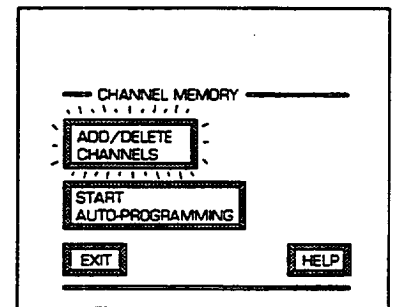 CHANNEL MEMORY
ADD/DELETE
CHANNELS
START
AUTO-PROGRAMMING
EXIT
HELP